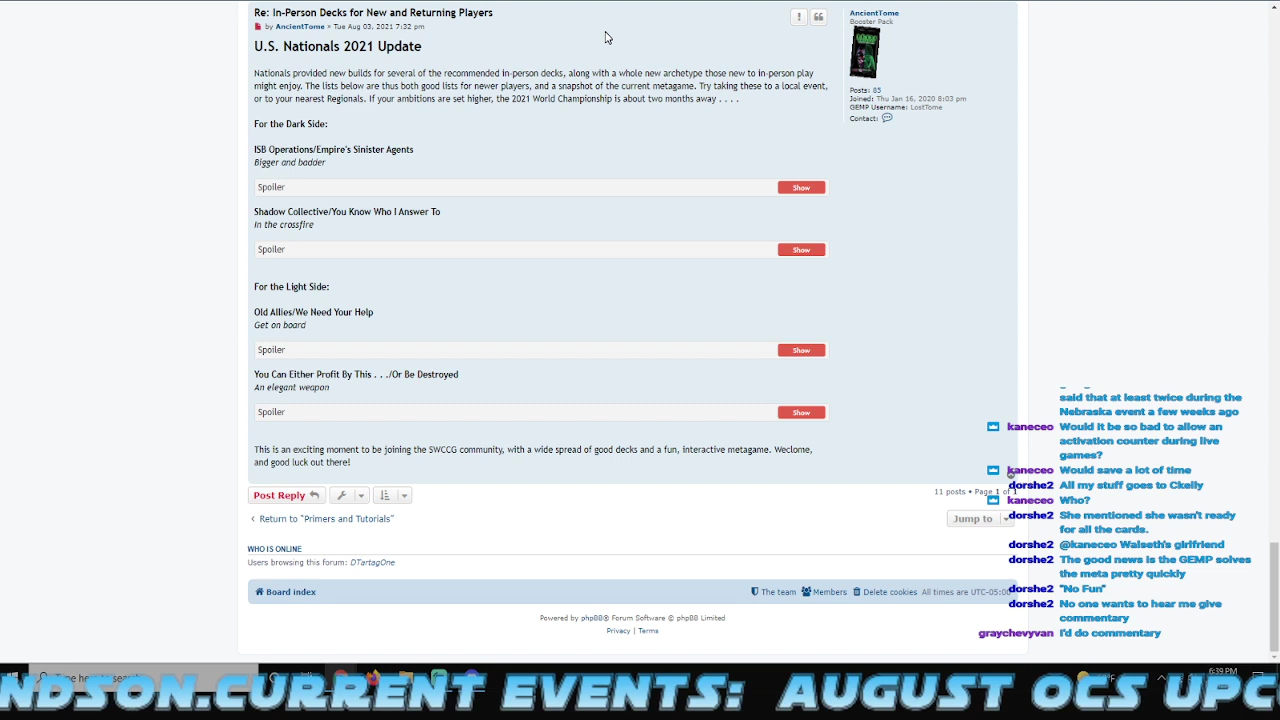 Re: In-Person Decks for New and Returning Players
by AncientTome » Tue Aug 03, 2021 7:32 pm
U.S. Nationals 2021 Update
Nationals provided new builds for several of the recommended in-person decks, along with a whole new archetype those new to in-person play
might enjoy. The lists below are thus both good lists for newer players, and a snapshot of the current metagame. Try taking these to a local event,
or to your nearest Regionals. If your ambitions are set higher, the 2021 World Championship is about two months away . . . .
For the Dark Side:
ISB Operations/Empire's Sinister Agents
Bigger and badder
Spoiler
Show
Shadow Collective/You Know Who I Answer To
In the crossfire
Spoiler
Show
For the Light Side:
Old Allies/We Need Your Help
Get on board
Spoiler
Show
You Can Either Profit By This . . ./Or Be Destroyed
An elegant weapon
Spoiler
Show
This is an exciting moment to be joining the SWCCG community, with a wide spread of good decks and a fun, interactive metagame. Weclome,
and good luck out there!
AncientTome
Booster Pack
Posts: 85
Joined: Thu Jan 16, 2020 8:03 pm
GEMP Username: LostTome
Contact:
Post Reply
11 posts • Page 1 of 1
Return to "Primers and Tutorials"
Jump to
WHO IS ONLINE
Users browsing this forum: DTartagOne
Board index
The team
Members
Delete cookies
All times are UTC-05:00
Powered by phpBB® Forum Software © phpBB Limited
Privacy | Terms
said that at least twice during the
Nebraska event a few weeks ago
kaneceo Would it be so bad to allow an
activation counter during live
games?
kaneceo Would save a lot of time
dorshe2 All my stuff goes to Ckelly
kaneceo Who?
dorshe2 She mentioned she wasn't ready
for all the cards.
dorshe2 @kaneceo Walseth's girlfriend
dorshe2 The good news is the GEMP solves
the meta pretty quickly
dorshe2 "No Fun"
dorshe2 No one wants to hear me give
commentary
graychevyvan I'd do commentary
Type here to search
6:39 PM
NDSON.CURRENT EVENTS: AUGUST OCS UPC